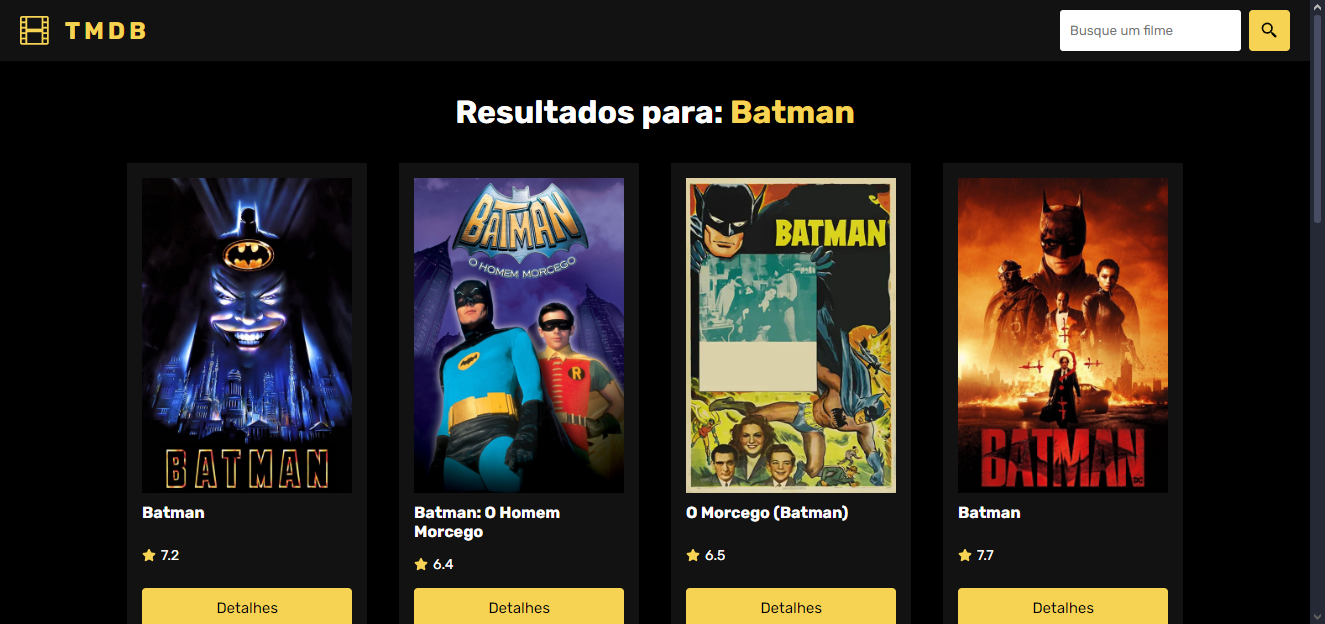 TMDB
Busque um filme
Resultados para: Batman
BATMAN
BATMAN
O HOMEM MORCEGO
R
BATMAN
BATMAN
DC
Batman
Batman: O Homem
Morcego
O Morcego (Batman)
Batman
7.2
6.4
6.5
7.7
Detalhes
Detalhes
Detalhes
Detalhes